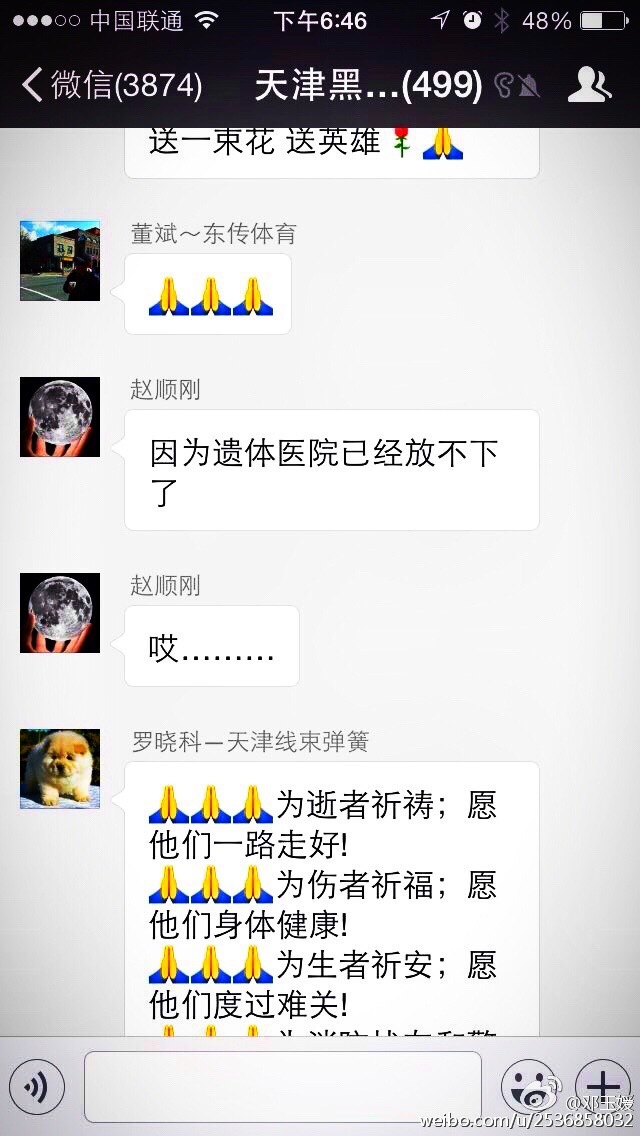 中国联通 下午6:46 48%
微信(3874) 天津黑...(499)
送一束花 送英雄🌹🙏
董斌～东传体育
🙏🙏🙏
赵顺刚
因为遗体医院已经放不下
了
赵顺刚
哎.........
罗晓科—天津线束弹簧
🙏🙏🙏为逝者祈祷；愿
他们一路走好!
🙏🙏🙏为伤者祈福；愿
他们身体健康!
🙏🙏🙏为生者祈安；愿
他们度过难关!
@邓玉嫒
weibo.com/u/2536858032